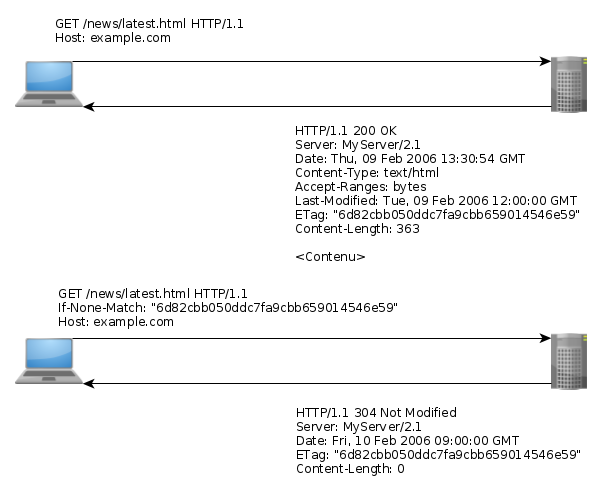 GET /news/latest.html HTTP/1.1
Host: example.com
HTTP/1.1 200 OK
Server: MyServer/2.1
Date: Thu, 09 Feb 2006 13:30:54 GMT
Content-Type: text/html
Accept-Ranges: bytes
Last-Modified: Tue, 09 Feb 2006 12:00:00 GMT
ETag: "6d82cbb050ddc7fa9cbb659014546e59"
Content-Length: 363
<Contenu>
GET /news/latest.html HTTP/1.1
If-None-Match: "6d82cbb050ddc7fa9cbb659014546e59"
Host: example.com
HTTP/1.1 304 Not Modified
Server: MyServer/2.1
Date: Fri, 10 Feb 2006 09:00:00 GMT
ETag: "6d82cbb050ddc7fa9cbb659014546e59"
Content-Length: 0